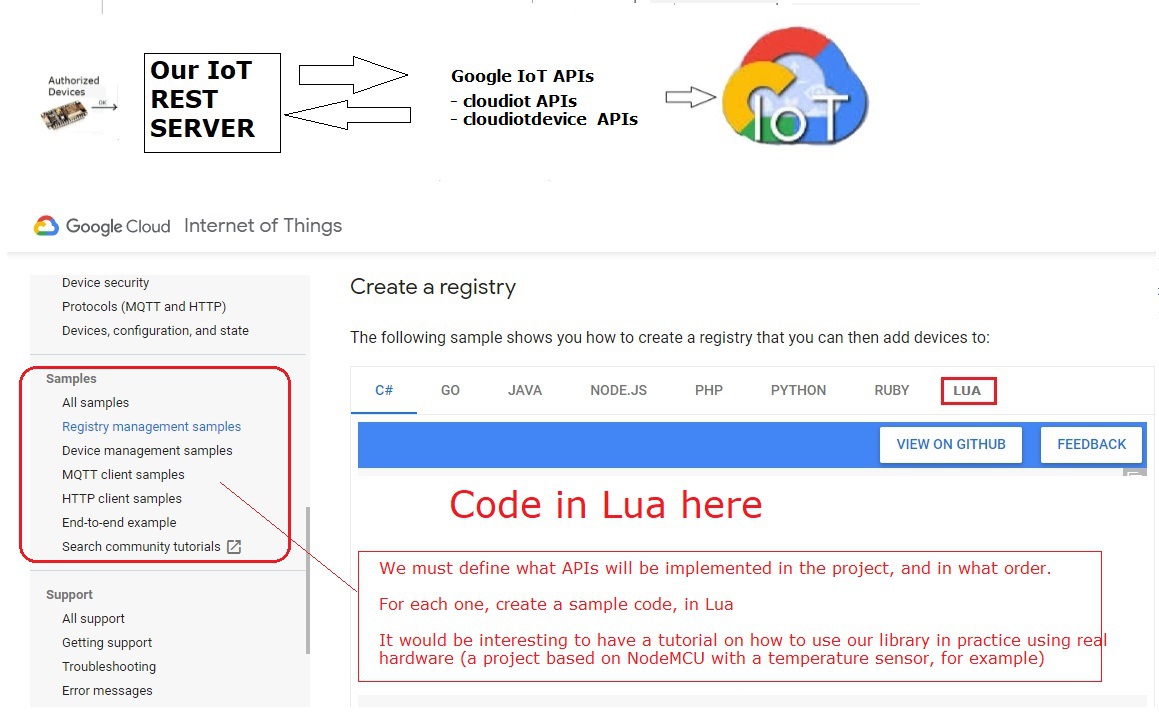 Authorized
Devices
OK
Our IoT
REST
SERVER
Google IoT APIs
- cloudiot APIs
- cloudiotdevice APIs
IoT
Google Cloud Internet of Things
Device security
Protocols (MQTT and HTTP)
Devices, configuration, and state
Samples
All samples
Registry management samples
Device management samples
MQTT client samples
HTTP client samples
End-to-end example
Search community tutorials
Support
All support
Getting support
Troubleshooting
Error messages
Create a registry
The following sample shows you how to create a registry that you can then add devices to:
C# GO JAVA NODE.JS PHP PYTHON RUBY LUA
VIEW ON GITHUB FEEDBACK
Code in Lua here
We must define what APIs will be implemented in the project, and in what order.
For each one, create a sample code, in Lua
It would be interesting to have a tutorial on how to use our library in practice using real
hardware (a project based on NodeMCU with a temperature sensor, for example)